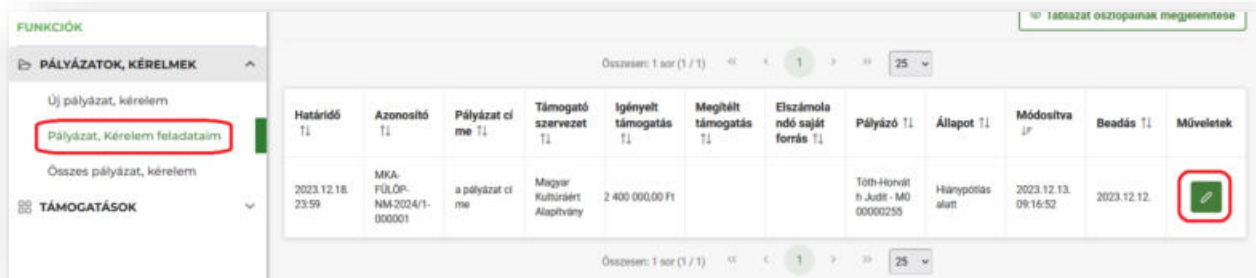 FUNKCIÓK
Táblázat oszlopainak megjelenítése
PÁLYÁZATOK, KÉRELMEK
Új pályázat, kérelem
Pályázat, Kérelem feladataim
Összes pályázat, kérelem
TÁMOGATÁSOK
Összesen: 1 sor (1 / 1) « ‹ 1 › » 25
Határidő
Azonosító
Pályázat cí
me
Támogató
szervezet
Igényelt
támogatás
Megítélt
támogatás
Elszámola
ndó saját
forrás
Pályázó
Állapot
Módosítva
Beadás
Műveletek
2023.12.18.
23:59
MKA-
FÜLÖP-
NM-2024/1-
000001
a pályázat cí
me
Magyar
Kultúráért
Alapítvány
2 400 000,00 Ft
Tóth-Horvát
h Judit - M0
00000255
Hiánypótlás
alatt
2023.12.13.
09:16:52
2023.12.12.
Összesen: 1 sor (1 / 1) « ‹ 1 › » 25